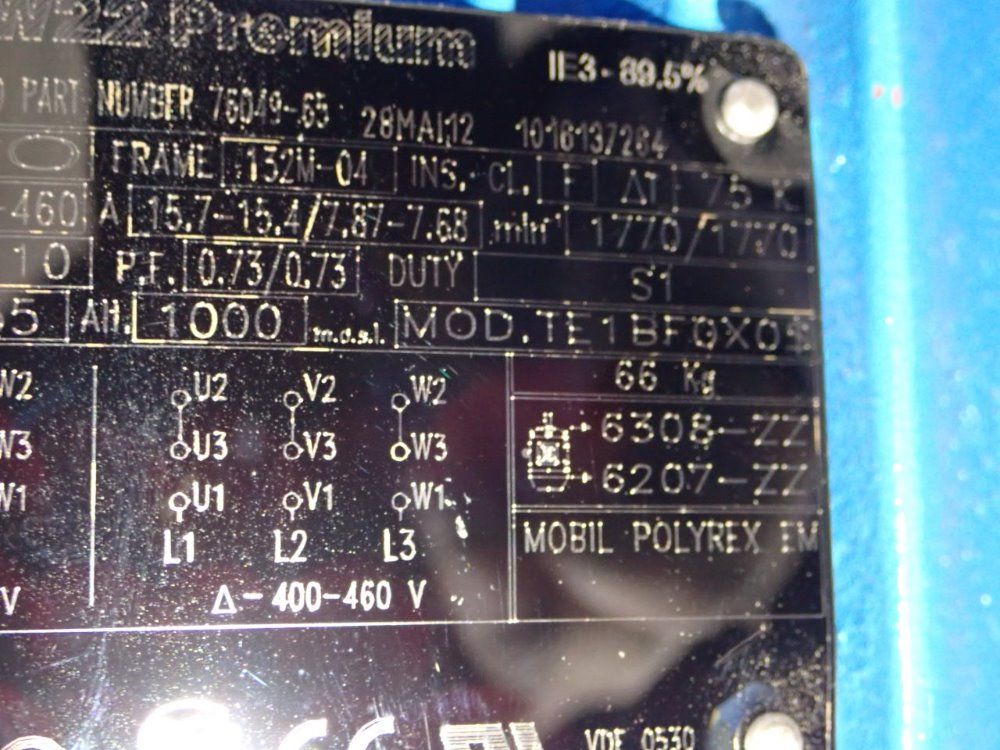 W22 Premium
IE3-89.5%
PART NUMBER 76049-65 28MAI12 1016137264
FRAME 132M-04 INS. CL. F ΔT 75 K
-460 A 15.7-15.4/7.87-7.68 min⁻¹ 1770/1770
10 P.F. 0.73/0.73 DUTY S1
5 Alt. 1000 m.a.s.l. MOD.TE1BF0X0$
66 Kg
W2 U2 V2 W2
W3 U3 V3 W3
W1 U1 V1 W1
L1 L2 L3
V Δ-400-460 V
6308-ZZ
6207-ZZ
MOBIL POLYREX EM
VDE 0530